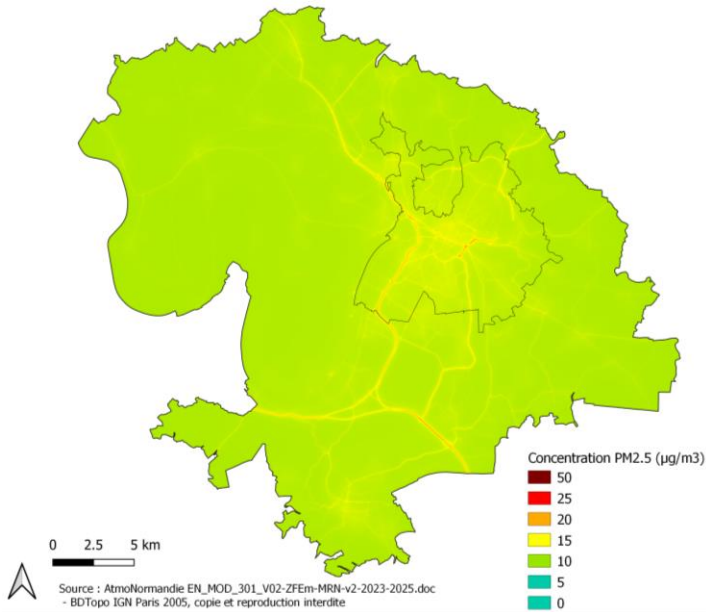 Concentration PM2.5 (µg/m3)
50
25
20
15
10
5
0
0 2.5 5 km
Source : AtmoNormandie EN_MOD_301_V02-ZFEm-MRN-v2-2023-2025.doc
- BDTopo IGN Paris 2005, copie et reproduction interdite